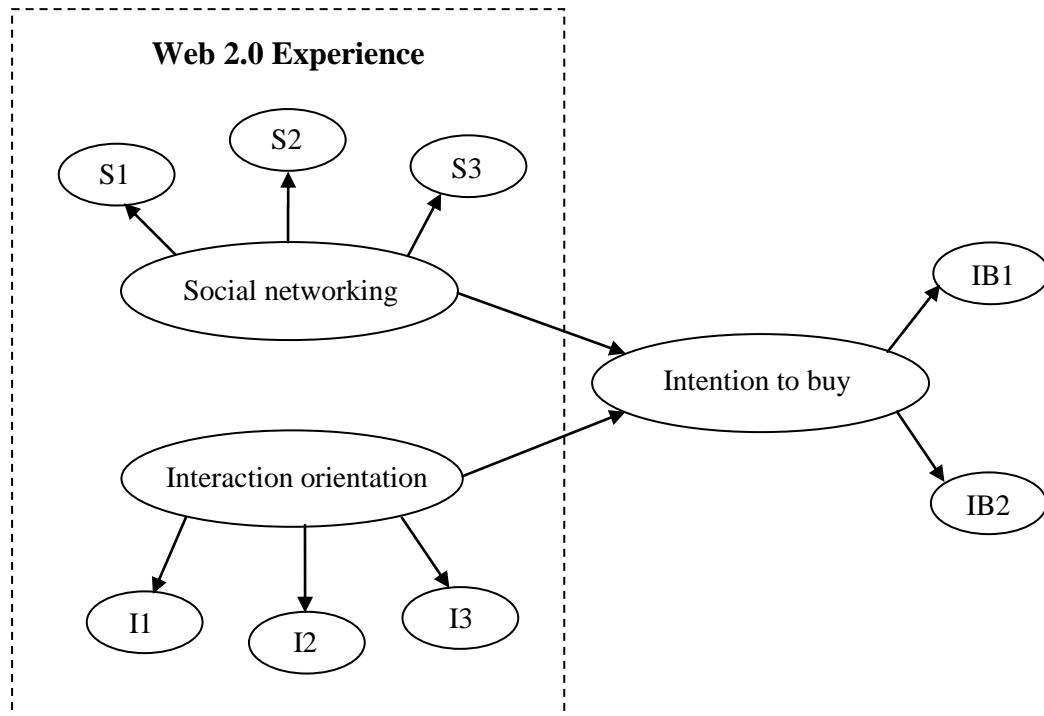 Web 2.0 Experience
S1
S2
S3
Social networking
IB1
Intention to buy
Interaction orientation
IB2
I1
I2
I3